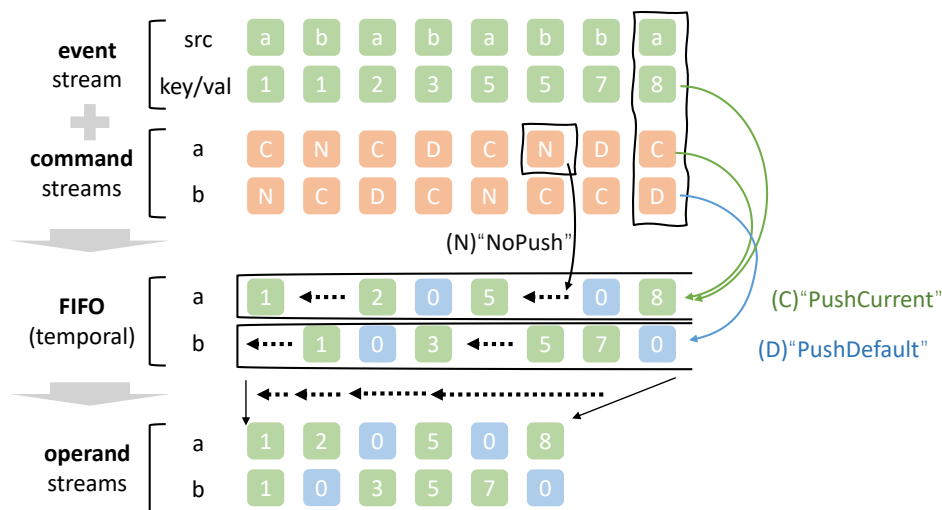 event
stream
src a b a b a b b a
key/val 1 1 2 3 5 5 7 8
command
streams
a C N C D C N D C
b N C D C N C C D
(N)“NoPush”
FIFO
(temporal)
a 1 2 0 5 0 8
b 1 0 3 5 7 0
(C)“PushCurrent”
(D)“PushDefault”
operand
streams
a 1 2 0 5 0 8
b 1 0 3 5 7 0